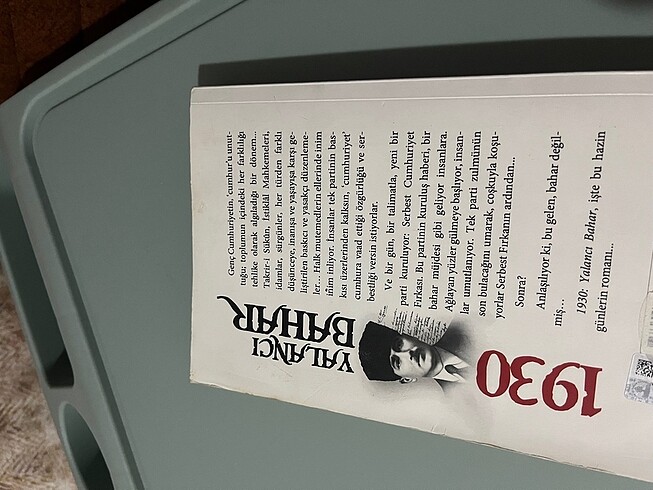 YALANCI
BAHAR
1930
Genç Cumhuriyetin, cumhur'u unut-
tuğu; toplumun içindeki her farklılığı
tehlike olarak algıladığı bir dönem...
Takrir-i Sükûn, İstiklâl Mahkemeleri,
idamlar, sürgünler, her türden farklı
düşünceye, inanışa ve yaşayışa karşı ge-
liştirilen baskıcı ve yasakçı düzenleme-
ler... Halk mutemedlerin ellerinde inim
inim inliyor. İnsanlar tek partinin bas-
kısı üzerlerinden kalksın, 'cumhuriyet'
cumhura vaad ettiği özgürlüğü ve ser-
bestliği versin istiyorlar.
Ve bir gün, bir talimatla, yeni bir
parti kuruluyor: Serbest Cumhuriyet
Fırkası. Bu partinin kuruluş haberi, bir
bahar müjdesi gibi geliyor insanlara.
Ağlayan yüzler gülmeye başlıyor, insan-
lar umutlanıyor. Tek parti zulmünün
son bulacağını umarak, coşkuyla koşu-
yorlar Serbest Fırkanın ardından...
Sonra?
Anlaşılıyor ki, bu gelen, bahar değil-
miş...
1930: Yalancı Bahar, işte bu hazin
günlerin romanı...